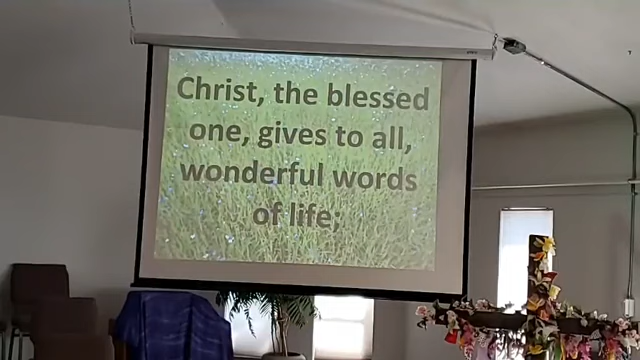 Christ, the blessed
one, gives to all,
wonderful words
of life;